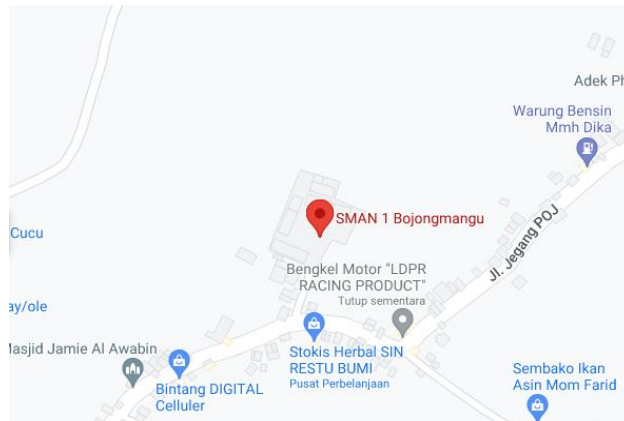 Adek Ph
Warung Bensin
Mmh Dika
SMAN 1 Bojongmangu
Cucu
Jl. Jegang POJ
Bengkel Motor "LDPR
RACING PRODUCT"
Tutup sementara
ay/ole
Masjid Jamie Al Awabin
Stokis Herbal SIN
RESTU BUMI
Pusat Perbelanjaan
Bintang DIGITAL
Celluler
Sembako Ikan
Asin Mom Farid